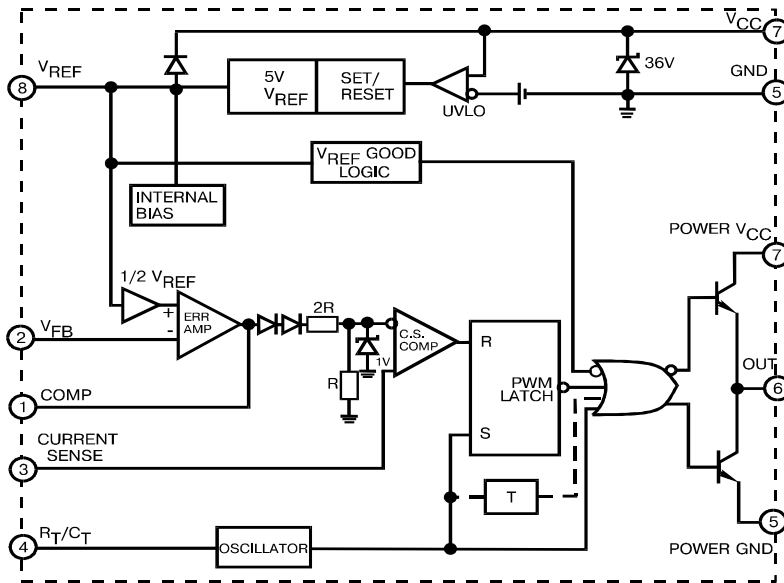 VCC
7
VREF
8
5V
VREF
SET/
RESET
36V
GND
5
UVLO
VREF GOOD
LOGIC
INTERNAL
BIAS
POWER VCC
7
1/2 VREF
+
-
ERR
AMP
2R
C.S.
COMP
1V
R
VFB
2
R
PWM
LATCH
S
OUT
6
COMP
1
CURRENT
SENSE
3
T
RT/CT
4
OSCILLATOR
5
POWER GND